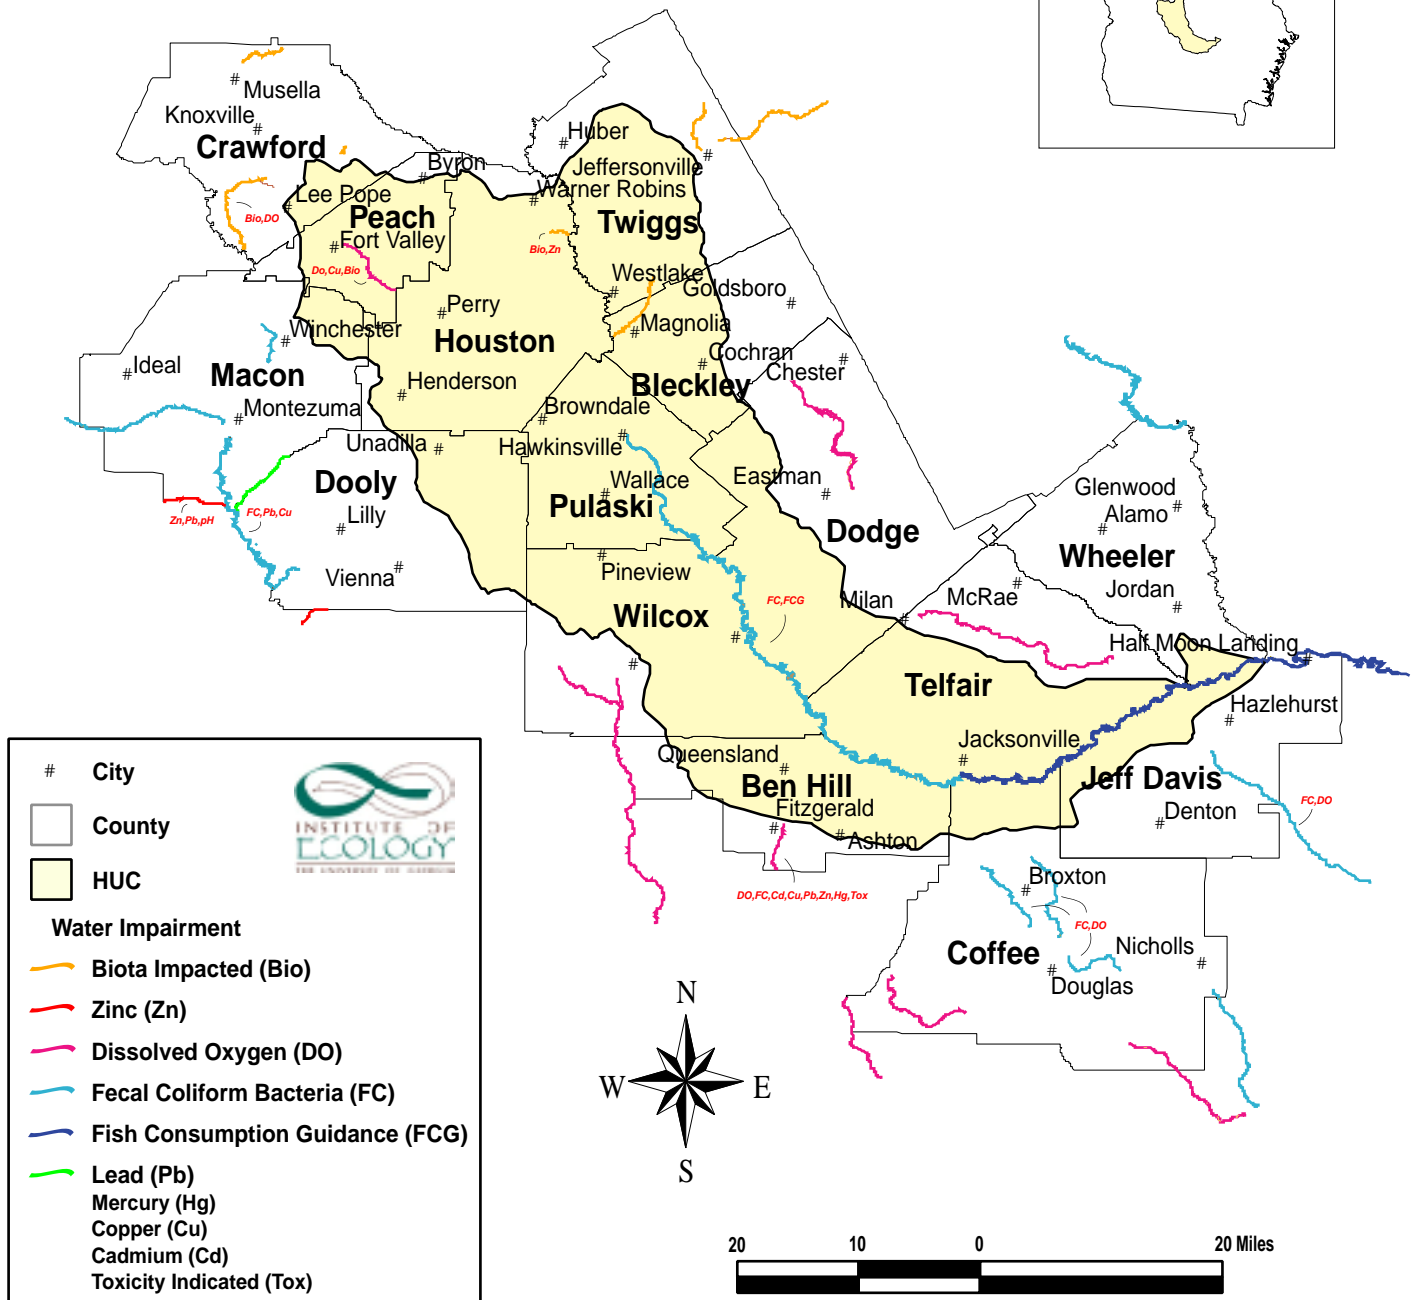 Musella
Knoxville
Crawford
Huber
Byron
Jeffersonville
Lee Pope
Warner Robins
Peach
Twiggs
Bio,DO
Fort Valley
Bio,Zn
Do,Cu,Bio
Westlake
Goldsboro
Perry
Winchester
Magnolia
Houston
Ideal
Macon
Cochran
Chester
Henderson
Bleckley
Montezuma
Browndale
Unadilla
Hawkinsville
Dooly
Wallace
Eastman
Glenwood
Pulaski
Lilly
Alamo
Zn,Pb,pH
FC,Pb,Cu
Dodge
Wheeler
Vienna
Pineview
Jordan
Wilcox
FC,FCG
Milan
McRae
Half Moon Landing
Telfair
Hazlehurst
Queensland
Jacksonville
Ben Hill
Jeff Davis
FC,DO
Fitzgerald
Denton
Ashton
DO,FC,Cd,Cu,Pb,Zn,Hg,Tox
Broxton
FC,DO
Coffee
Nicholls
Douglas
# City
County
HUC
INSTITUTE OF
ECOLOGY
Water Impairment
Biota Impacted (Bio)
Zinc (Zn)
Dissolved Oxygen (DO)
Fecal Coliform Bacteria (FC)
Fish Consumption Guidance (FCG)
Lead (Pb)
Mercury (Hg)
Copper (Cu)
Cadmium (Cd)
Toxicity Indicated (Tox)
N
W E
S
20 10 0 20 Miles